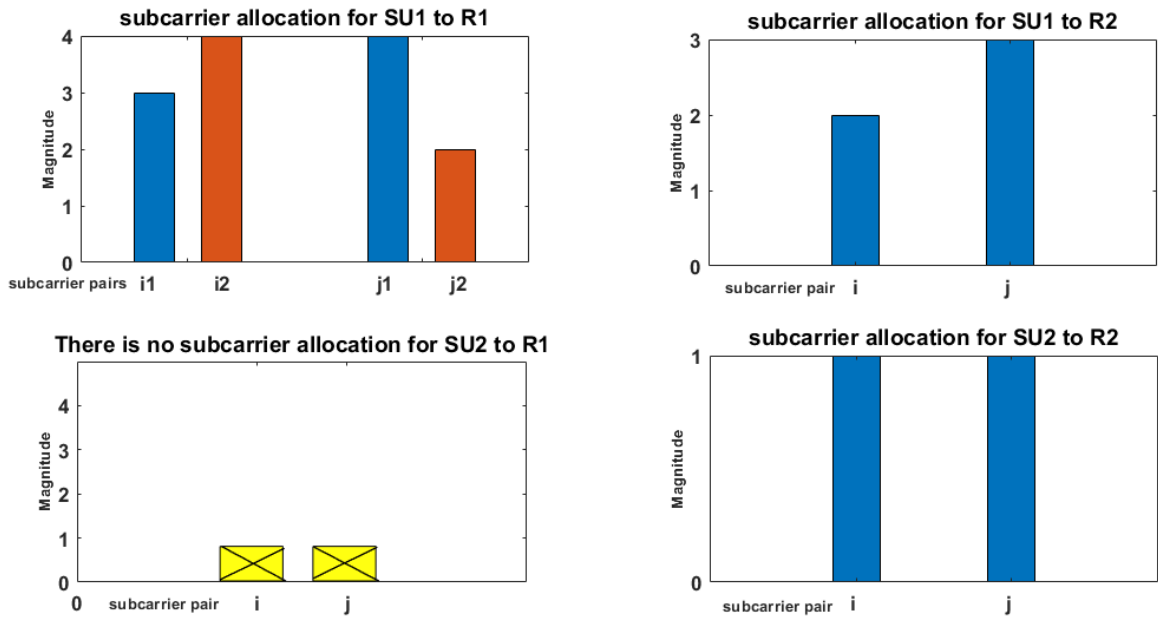 subcarrier allocation for SU1 to R1
4
3
2
1
0
Magnitude
subcarrier pairs i1 i2 j1 j2
subcarrier allocation for SU1 to R2
3
2
1
0
Magnitude
subcarrier pair i j
There is no subcarrier allocation for SU2 to R1
4
3
2
1
0
Magnitude
0 subcarrier pair i j
subcarrier allocation for SU2 to R2
1
0
Magnitude
subcarrier pair i j